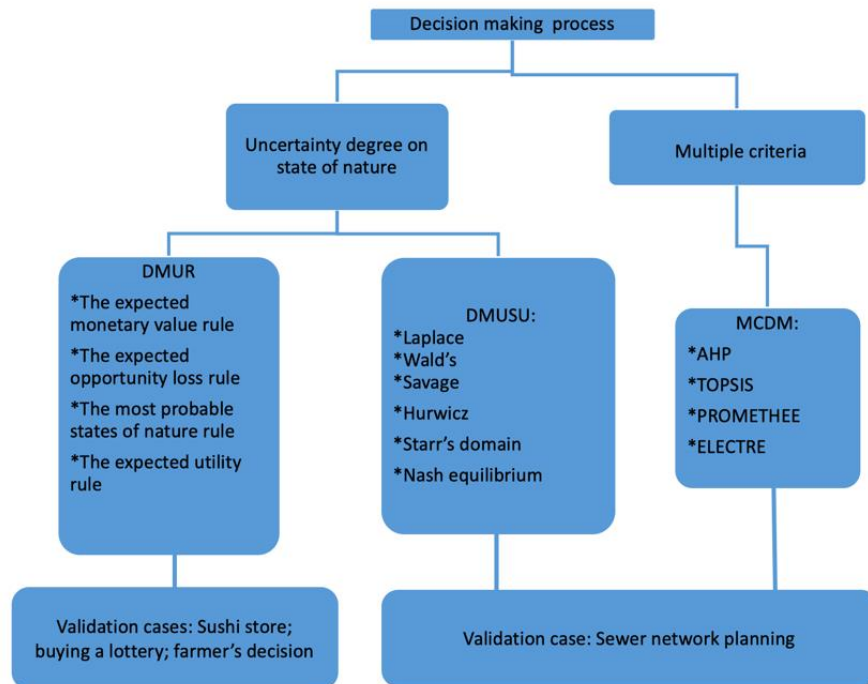 Decision making process
Uncertainty degree on
state of nature
Multiple criteria
DMUR
*The expected
monetary value rule
*The expected
opportunity loss rule
*The most probable
states of nature rule
*The expected utility
rule
DMUSU:
*Laplace
*Wald's
*Savage
*Hurwicz
*Starr's domain
*Nash equilibrium
MCDM:
*AHP
*TOPSIS
*PROMETHEE
*ELECTRE
Validation cases: Sushi store;
buying a lottery; farmer's decision
Validation case: Sewer network planning